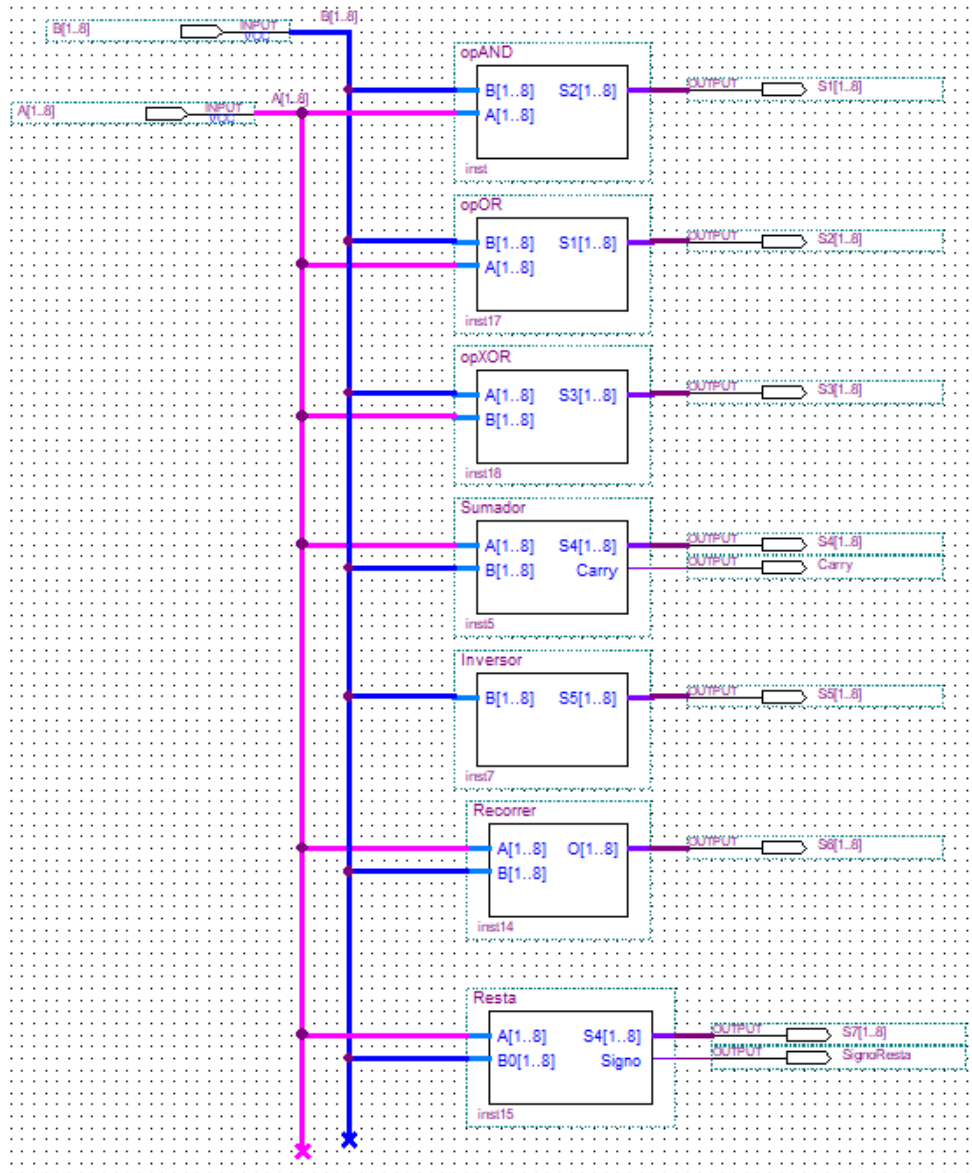 B[1..8]
B[1..8] INPUT
VCC
opAND
B[1..8] S2[1..8] OUTPUT S1[1..8]
A[1..8] INPUT A[1..8] A[1..8]
VCC
inst
opOR
B[1..8] S1[1..8] OUTPUT S2[1..8]
A[1..8]
inst17
opXOR
A[1..8] S3[1..8] OUTPUT S3[1..8]
B[1..8]
inst18
Sumador
A[1..8] S4[1..8] OUTPUT S4[1..8]
B[1..8] Carry OUTPUT Carry
inst5
Inversor
B[1..8] S5[1..8] OUTPUT S5[1..8]
inst7
Recorrer
A[1..8] O[1..8] OUTPUT S6[1..8]
B[1..8]
inst14
Resta
A[1..8] S4[1..8] OUTPUT S7[1..8]
B0[1..8] Signo OUTPUT SignoResta
inst15